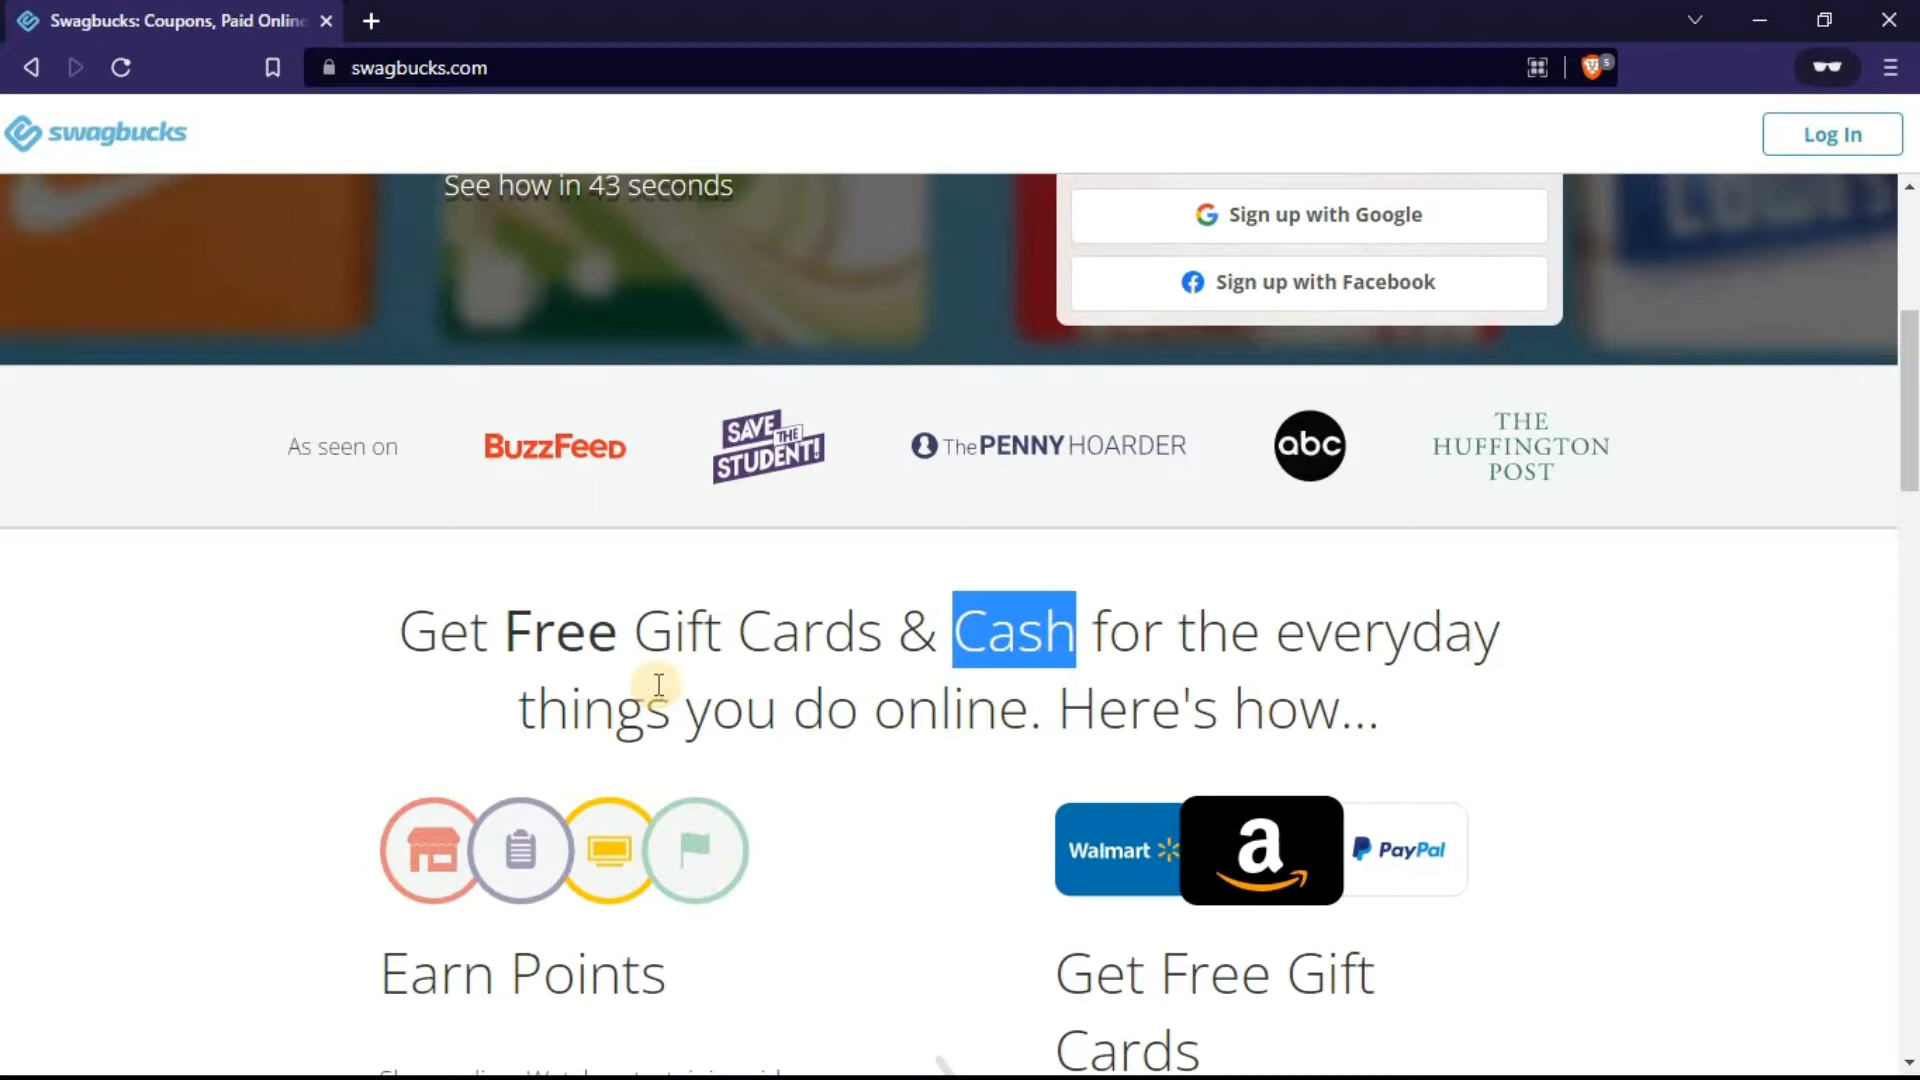 Swagbucks: Coupons, Paid Online
swagbucks.com
5
swagbucks
Log In
See how in 43 seconds
Sign up with Google
Sign up with Facebook
LOWE'S
As seen on
BuzzFeed
SAVE THE STUDENT!
The PENNY HOARDER
abc
THE HUFFINGTON POST
Get Free Gift Cards & Cash for the everyday
things you do online. Here's how...
Walmart
a
PayPal
Earn Points
Get Free Gift
Cards